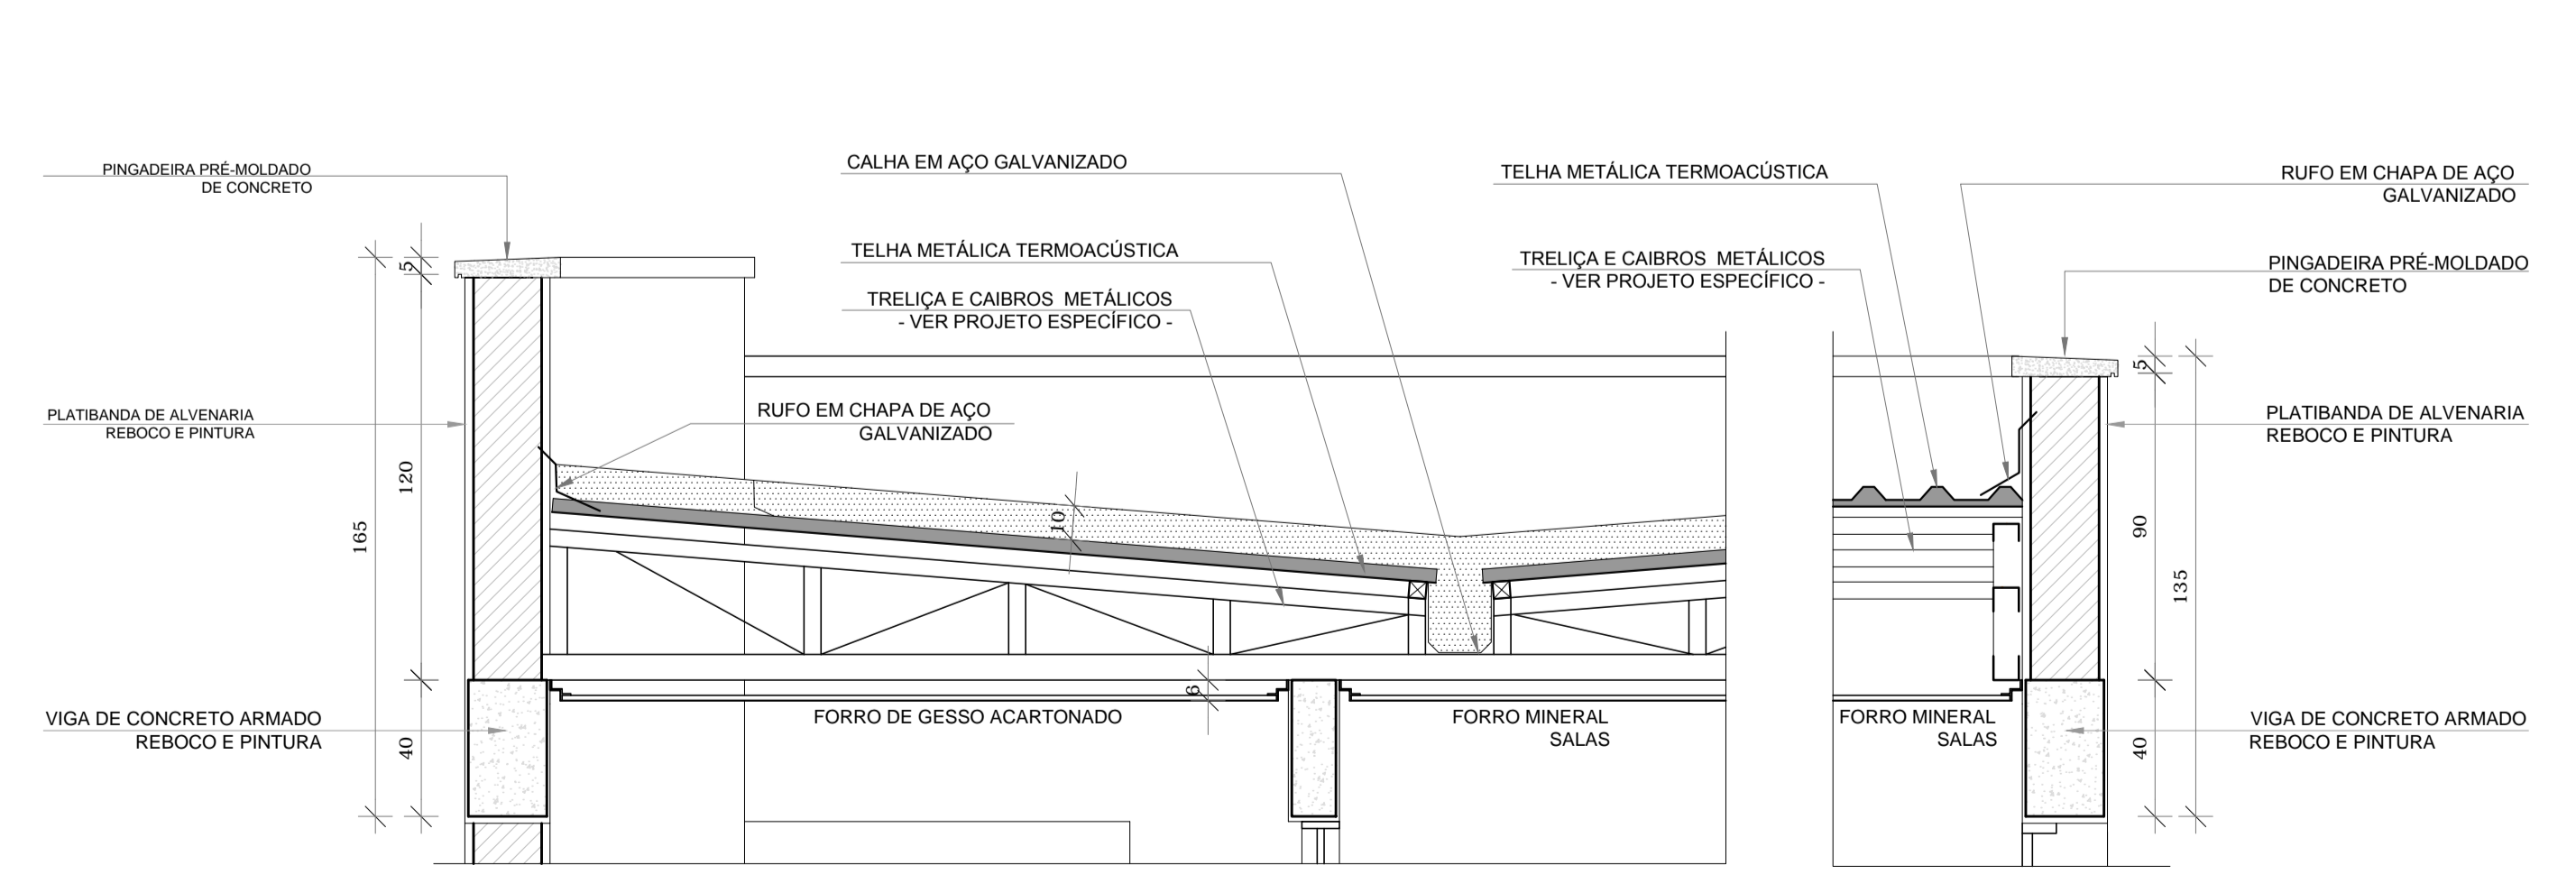 PINGADEIRA PRÉ-MOLDADO
DE CONCRETO
CALHA EM AÇO GALVANIZADO
TELHA METÁLICA TERMOACÚSTICA
RUFO EM CHAPA DE AÇO
GALVANIZADO
TELHA METÁLICA TERMOACÚSTICA
TRELIÇA E CAIBROS METÁLICOS
- VER PROJETO ESPECÍFICO -
TRELIÇA E CAIBROS METÁLICOS
- VER PROJETO ESPECÍFICO -
PINGADEIRA PRÉ-MOLDADO
DE CONCRETO
5
5
PLATIBANDA DE ALVENARIA
REBOCO E PINTURA
RUFO EM CHAPA DE AÇO
GALVANIZADO
PLATIBANDA DE ALVENARIA
REBOCO E PINTURA
120
165
10
90
135
6
FORRO DE GESSO ACARTONADO
FORRO MINERAL
SALAS
FORRO MINERAL
SALAS
VIGA DE CONCRETO ARMADO
REBOCO E PINTURA
40
40
VIGA DE CONCRETO ARMADO
REBOCO E PINTURA